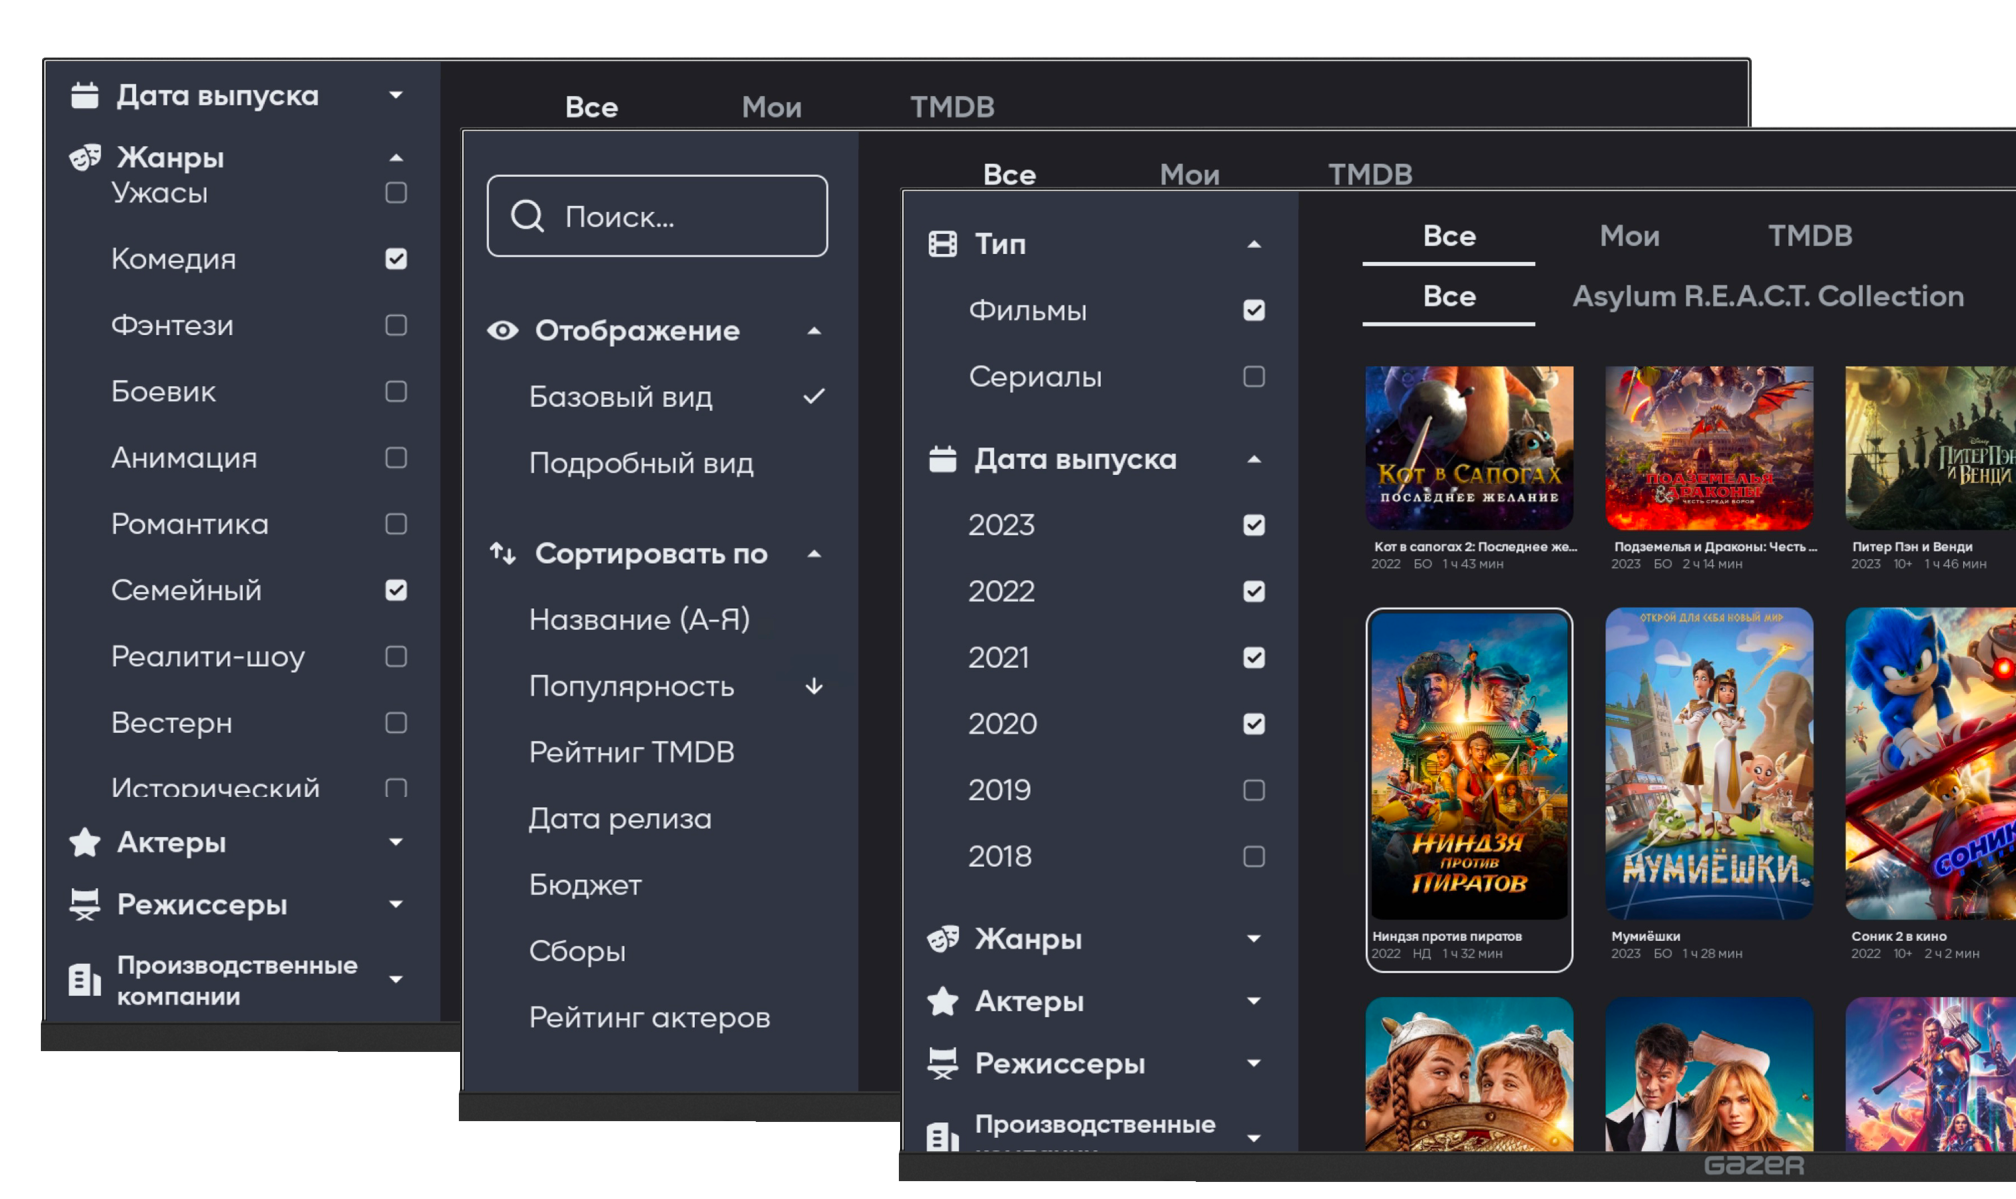 Дата выпуска
Жанры
Ужасы
Комедия
Фэнтези
Боевик
Анимация
Романтика
Семейный
Реалити-шоу
Вестерн
Исторический
Актеры
Режиссеры
Производственные
компании
Все Мои TMDB
Поиск...
Отображение
Базовый вид
Подробный вид
Сортировать по
Название (А-Я)
Популярность
Рейтниг TMDB
Дата релиза
Бюджет
Сборы
Рейтинг актеров
Все Мои TMDB
Тип
Фильмы
Сериалы
Дата выпуска
2023
2022
2021
2020
2019
2018
Жанры
Актеры
Режиссеры
Производственные
Все Мои TMDB
Все Asylum R.E.A.C.T. Collection
Кот в Сапогах
ПОСЛЕДНЕЕ ЖЕЛАНИЕ
Кот в сапогах 2: Последнее же...
2022 БО 1 ч 43 мин
ПОДЗЕМЕЛЬЯ
& ДРАКОНЫ
ЧЕСТЬ СРЕДИ ВОРОВ
Подземелья и Драконы: Честь ...
2023 БО 2 ч 14 мин
Disney
ПИТЕР ПЭН
И ВЕНДИ
Питер Пэн и Венди
2023 10+ 1 ч 46 мин
НИНДЗЯ
ПРОТИВ
ПИРАТОВ
Ниндзя против пиратов
2022 НД 1 ч 32 мин
ОТКРОЙ ДЛЯ СЕБЯ НОВЫЙ МИР
МУМИЁШКИ
Мумиёшки
2023 БО 1 ч 28 мин
СОНИК
Соник 2 в кино
2022 10+ 2 ч 2 мин
GAZER